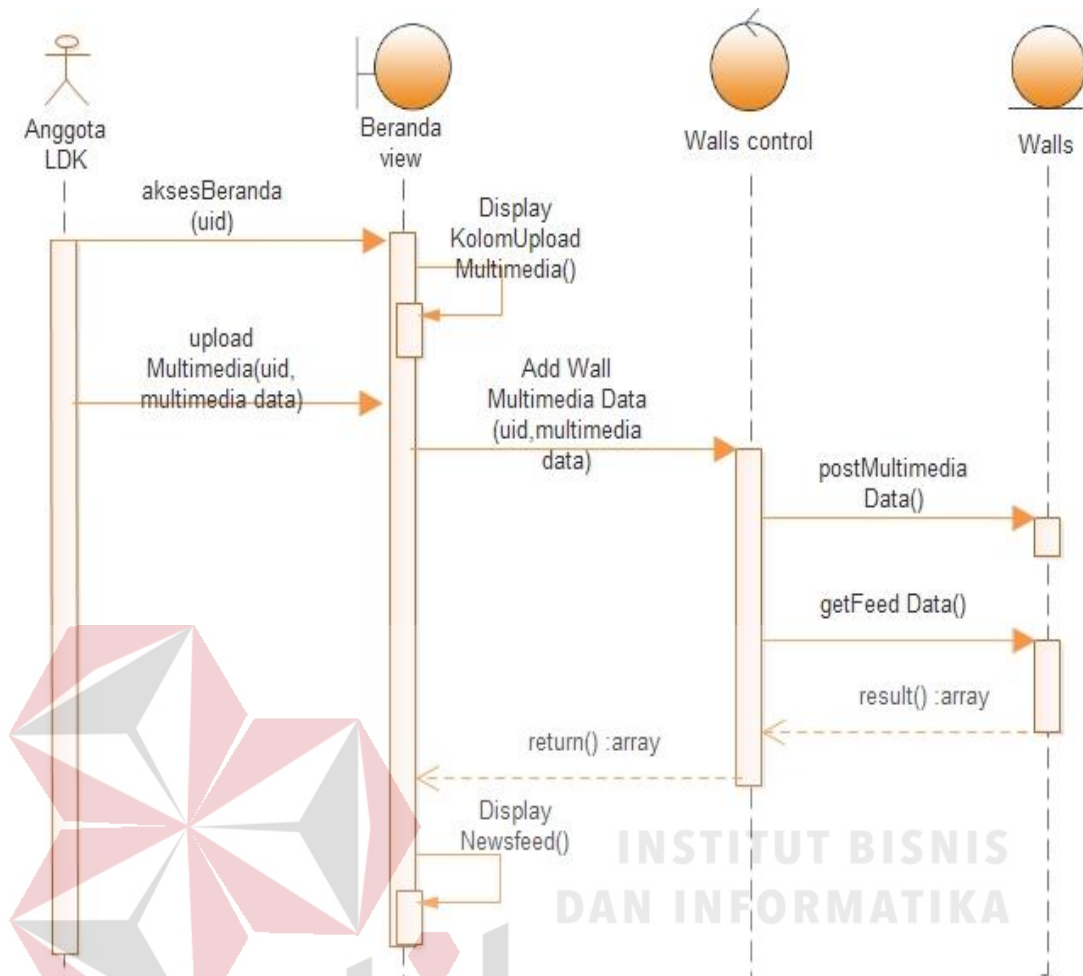 Anggota
LDK
Beranda
view
Walls control
Walls
aksesBeranda
(uid)
Display
KolomUpload
Multimedia()
upload
Multimedia(uid,
multimedia data)
Add Wall
Multimedia Data
(uid,multimedia
data)
postMultimedia
Data()
getFeed Data()
result() :array
return() :array
Display
Newsfeed()
INSTITUT BISNIS
DAN INFORMATIKA